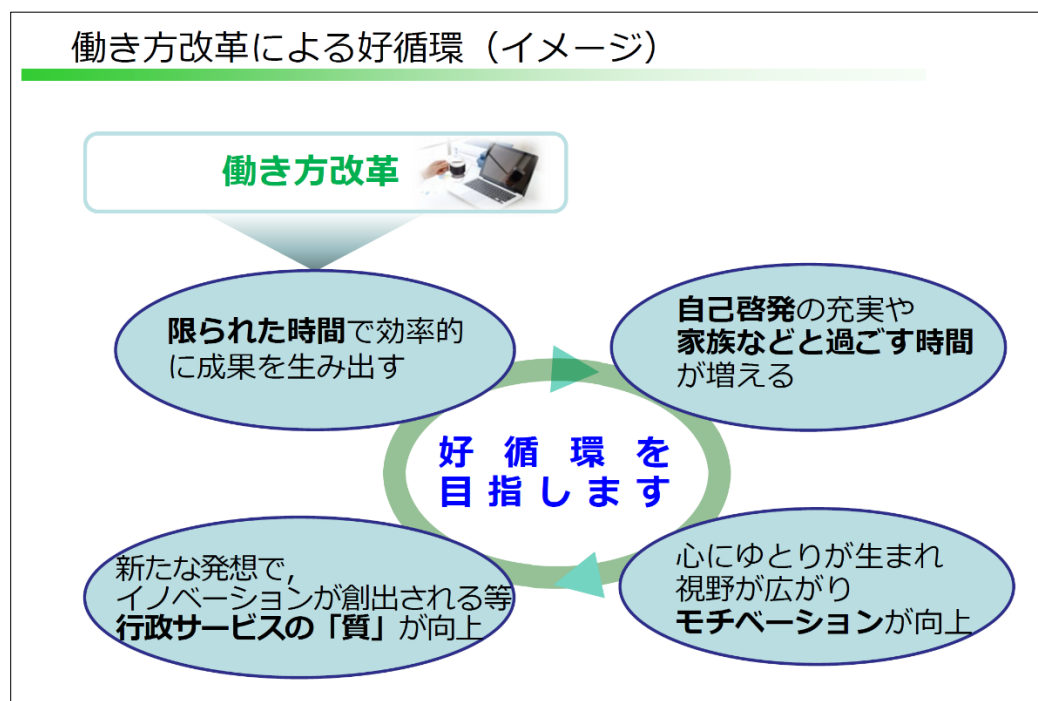 働き方改革による好循環（イメージ）
働き方改革
限られた時間で効率的
に成果を生み出す
自己啓発の充実や
家族などと過ごす時間
が増える
好循環を
目指します
心にゆとりが生まれ
視野が広がり
モチベーションが向上
新たな発想で,
イノベーションが創出される等
行政サービスの「質」が向上